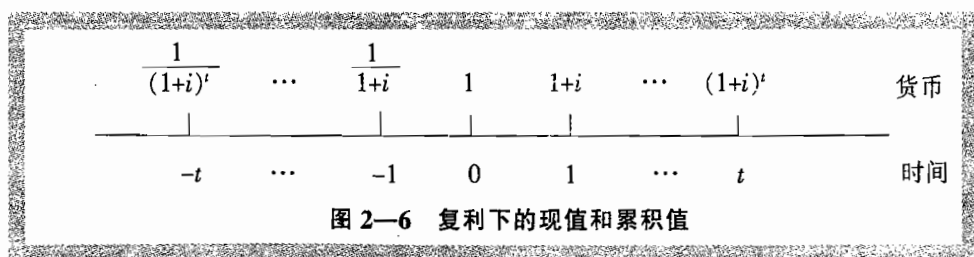 1/(1+i)^t … 1/1+i 1 1+i … (1+i)^t 货币
-t … -1 0 1 … t 时间
图 2—6 复利下的现值和累积值